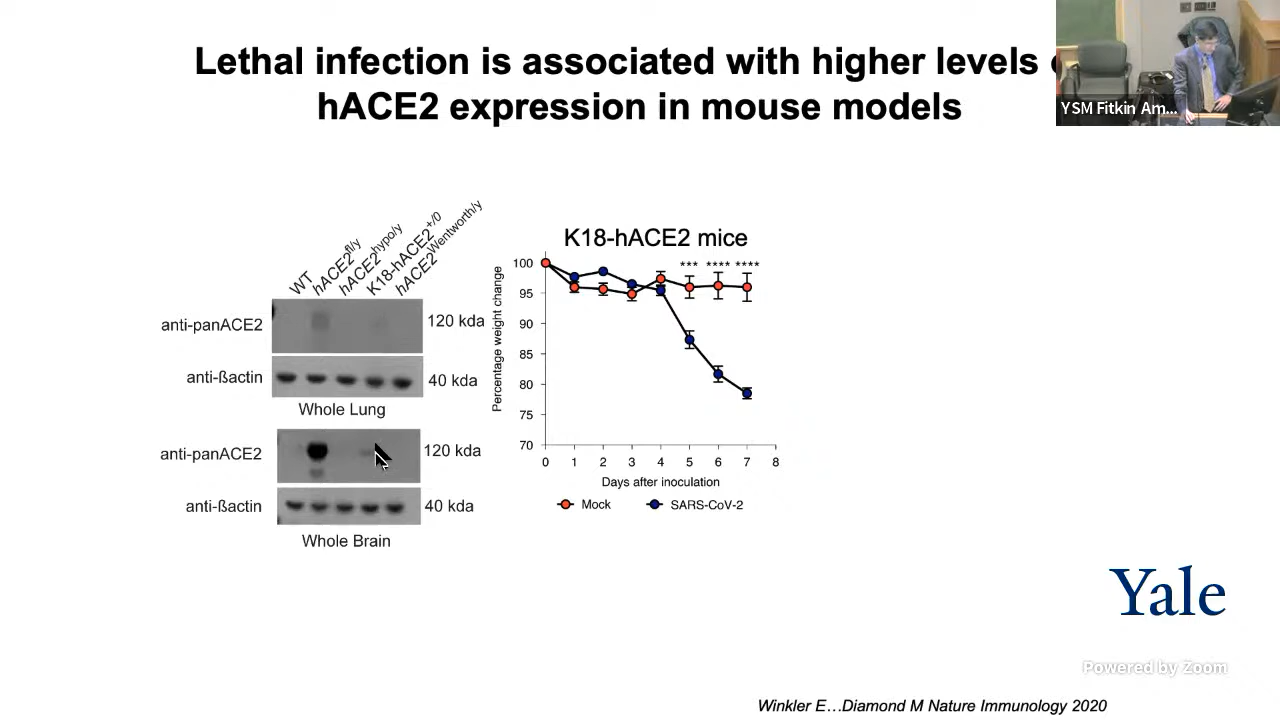 Lethal infection is associated with higher levels
hACE2 expression in mouse models
YSM Fitkin Am...
WT
hACE2fl/y
hACE2hypo/y
K18-hACE2+/0
hACE2Wentworth/y
anti-panACE2
120 kda
anti-ßactin
40 kda
Whole Lung
anti-panACE2
120 kda
anti-ßactin
40 kda
Whole Brain
K18-hACE2 mice
*** **** ****
Percentage weight change
100
95
90
85
80
75
70
0 1 2 3 4 5 6 7 8
Days after inoculation
Mock SARS-CoV-2
Yale
Powered by Zoom
Winkler E…Diamond M Nature Immunology 2020